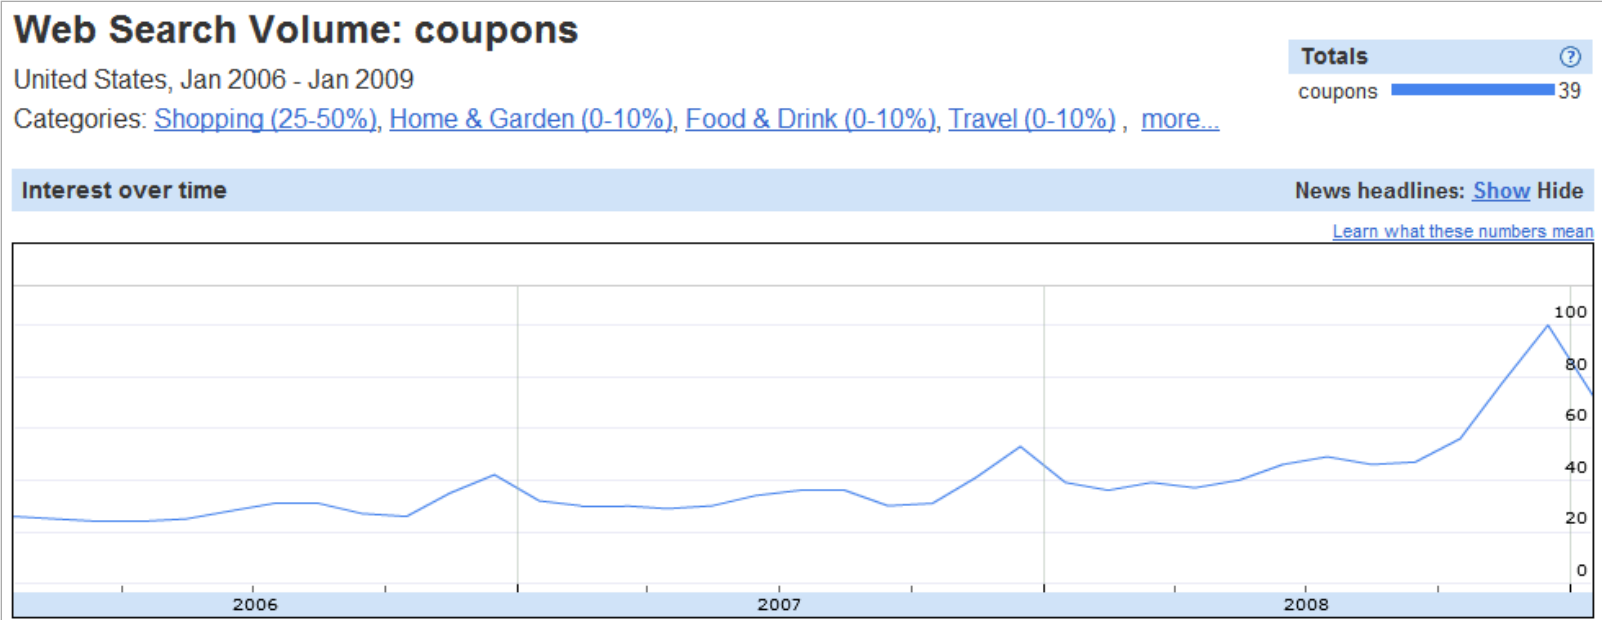 Web Search Volume: coupons
United States, Jan 2006 - Jan 2009
Categories: Shopping (25-50%), Home & Garden (0-10%), Food & Drink (0-10%), Travel (0-10%) , more...
Totals ?
coupons 39
Interest over time
News headlines: Show Hide
Learn what these numbers mean
100
80
60
40
20
0
2006 2007 2008